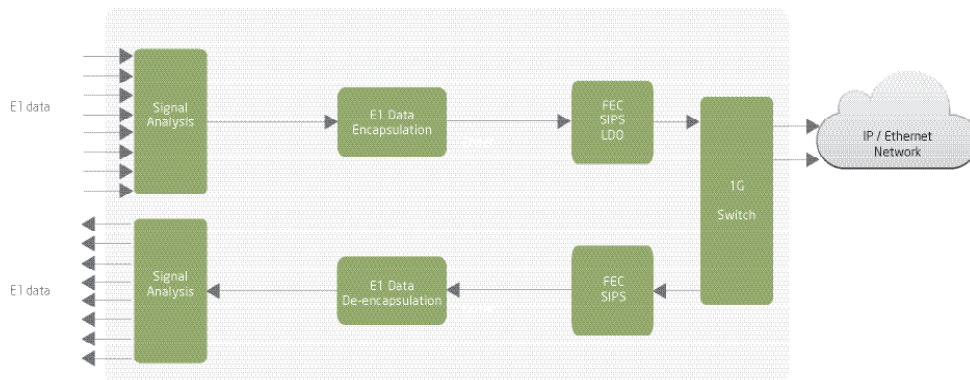 E1 data
Signal
Analysis
E1 Data
Encapsulation
FEC
SIPS
LDO
1G
Switch
IP / Ethernet
Network
E1 data
Signal
Analysis
E1 Data
De-encapsulation
FEC
SIPS